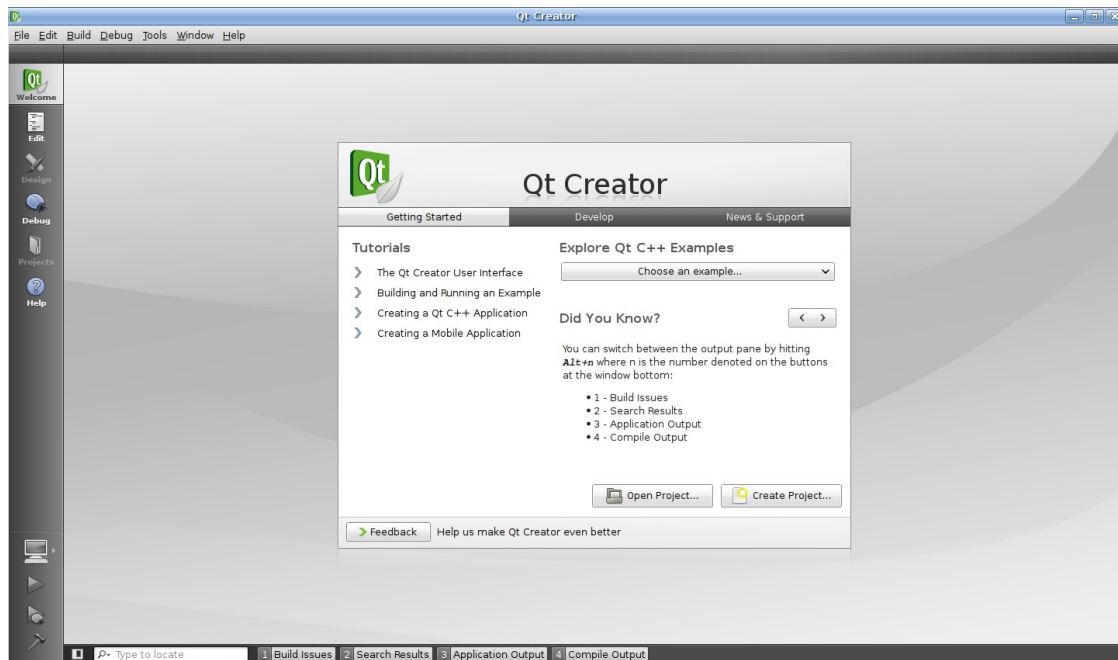 Qt Creator
File Edit Build Debug Tools Window Help
Qt
Welcome
Edit
Design
Debug
Projects
Help
Qt
Qt Creator
Getting Started Develop News & Support
Tutorials
The Qt Creator User Interface
Building and Running an Example
Creating a Qt C++ Application
Creating a Mobile Application
Explore Qt C++ Examples
Choose an example...
Did You Know?
You can switch between the output pane by hitting
Alt+n where n is the number denoted on the buttons
at the window bottom:
• 1 - Build Issues
• 2 - Search Results
• 3 - Application Output
• 4 - Compile Output
Open Project... Create Project...
Feedback Help us make Qt Creator even better
Type to locate 1 Build Issues 2 Search Results 3 Application Output 4 Compile Output